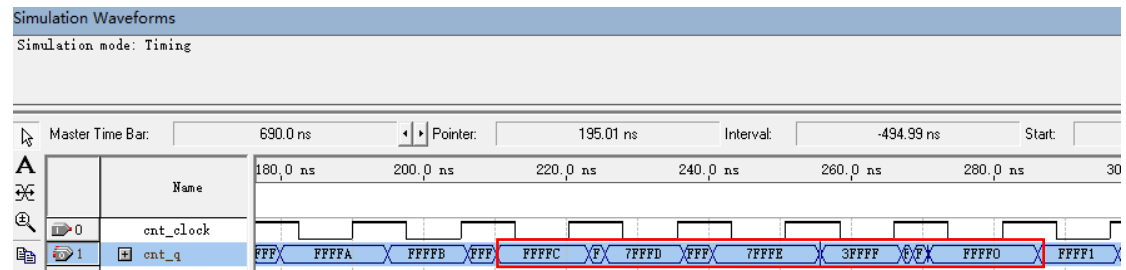 Simulation Waveforms
Simulation mode: Timing
Master Time Bar: 690.0 ns Pointer: 195.01 ns Interval: -494.99 ns Start:
Name 180.0 ns 200.0 ns 220.0 ns 240.0 ns 260.0 ns 280.0 ns 30
A
0 cnt_clock
1 cnt_q FFF FFFFA FFFFB FFF FFFFC F 7FFFD FFF 7FFFE 3FFFF F F FFFF0 FFFF1